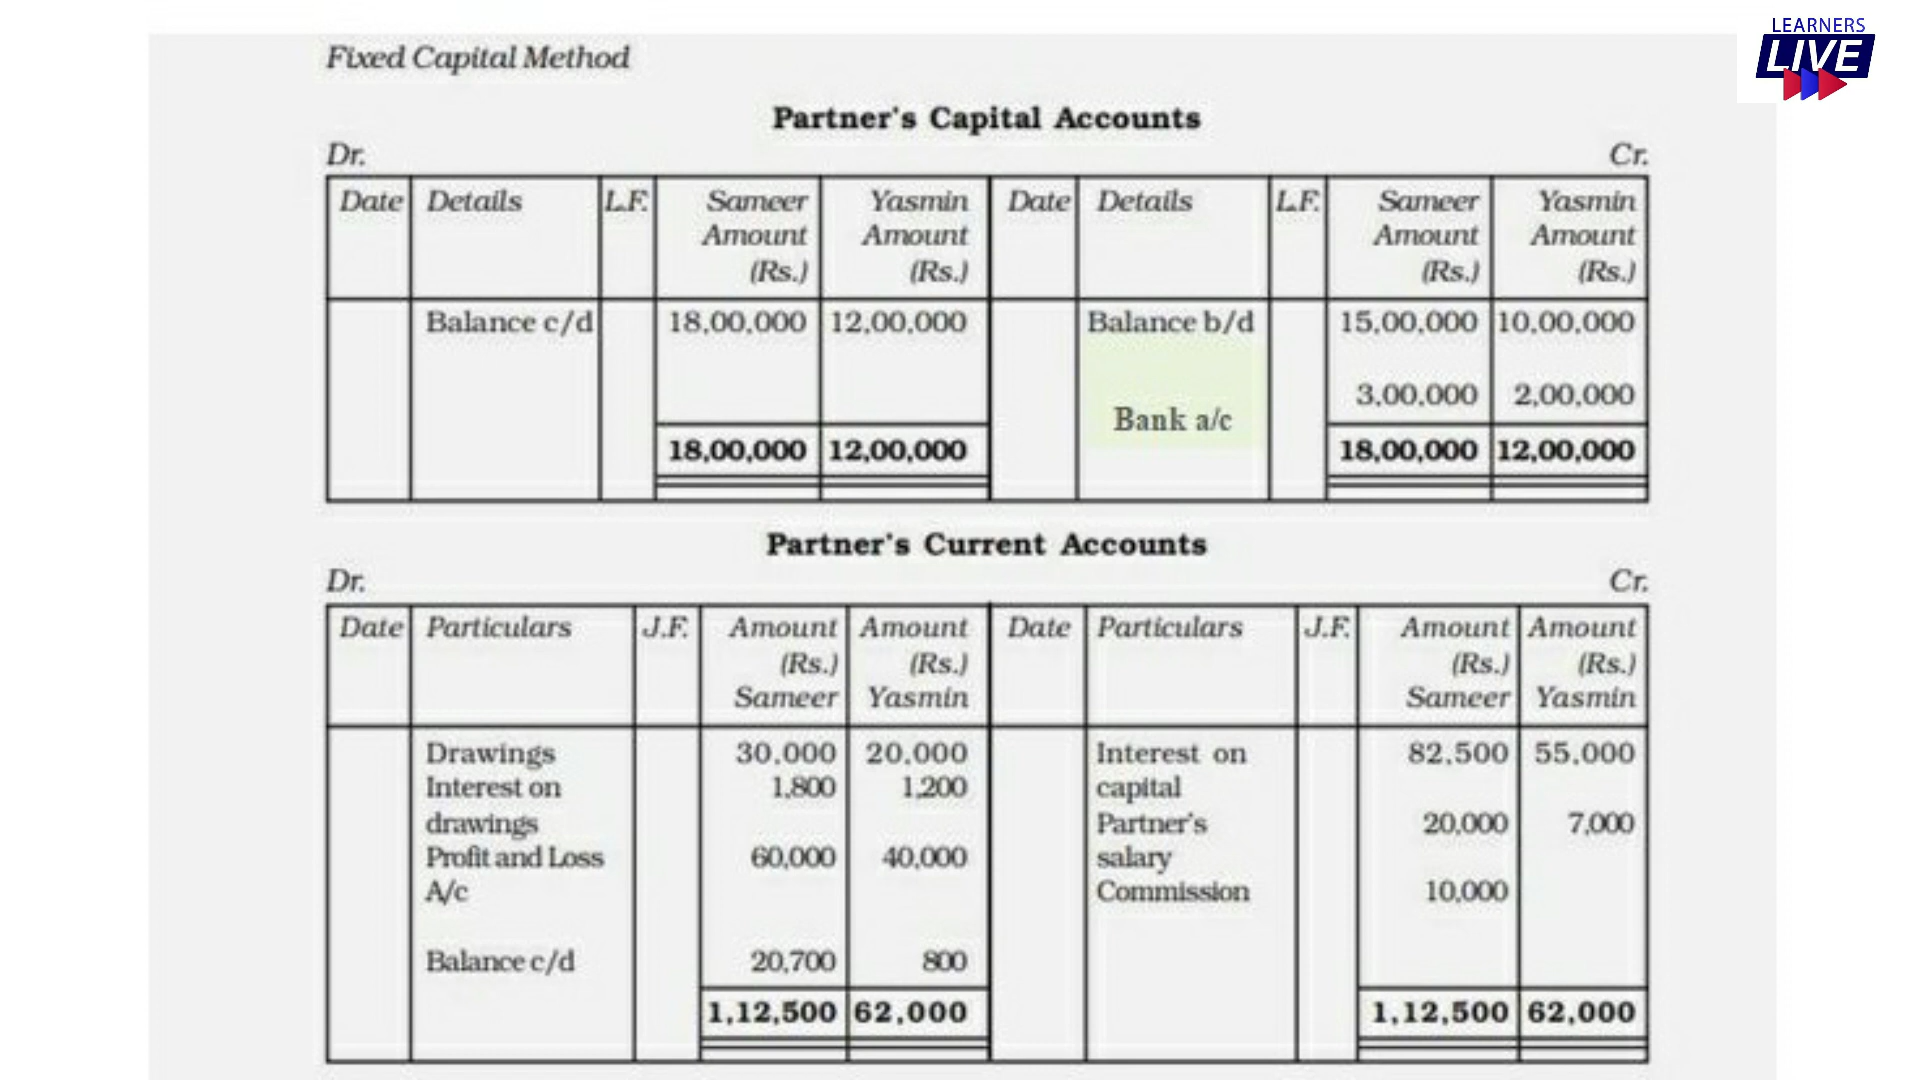 LEARNERS
LIVE
Fixed Capital Method
Partner's Capital Accounts
Dr. Cr.
Date Details L.F. Sameer Yasmin Date Details L.F. Sameer Yasmin
Amount Amount Amount Amount
(Rs.) (Rs.) (Rs.) (Rs.)
Balance c/d 18,00,000 12,00,000 Balance b/d 15,00,000 10,00,000
3,00,000 2,00,000
Bank a/c
18,00,000 12,00,000 18,00,000 12,00,000
Partner's Current Accounts
Dr. Cr.
Date Particulars J.F. Amount Amount Date Particulars J.F. Amount Amount
(Rs.) (Rs.) (Rs.) (Rs.)
Sameer Yasmin Sameer Yasmin
Drawings 30,000 20,000 Interest on 82,500 55,000
Interest on 1,800 1,200 capital
drawings Partner's 20,000 7,000
Profit and Loss 60,000 40,000 salary
A/c Commission 10,000
Balance c/d 20,700 800
1,12,500 62,000 1,12,500 62,000